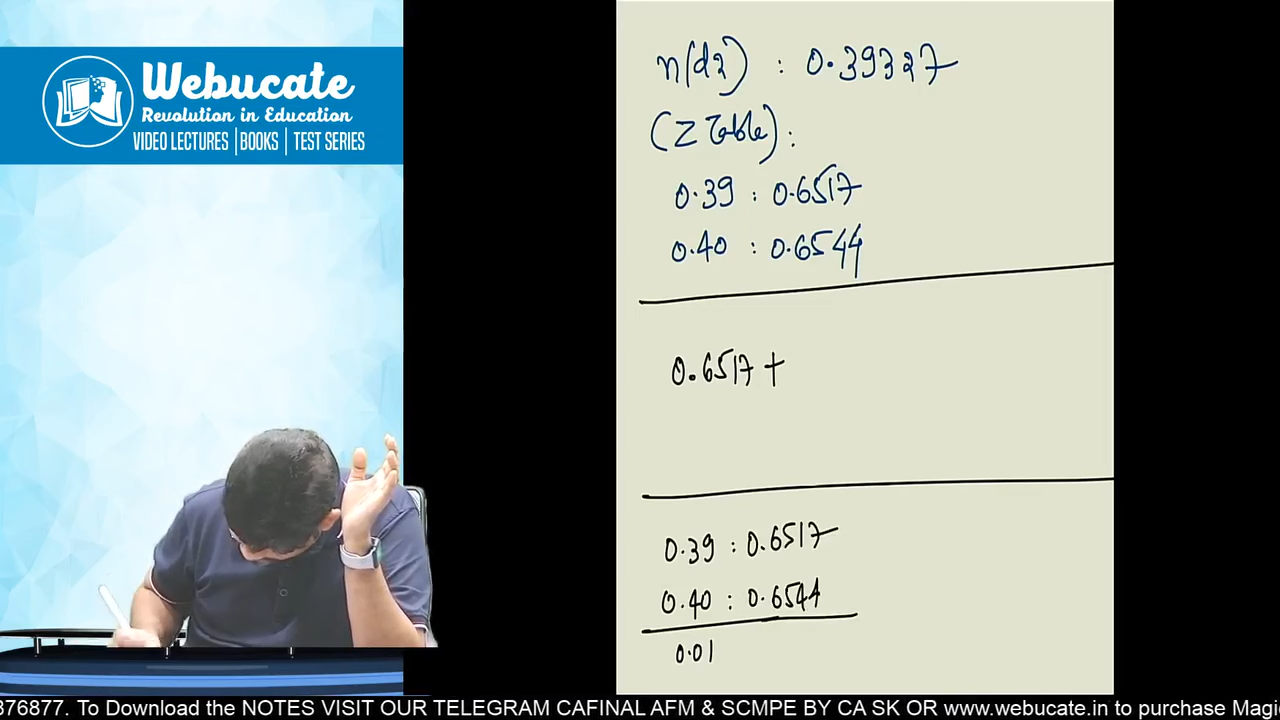 Webucate
Revolution in Education
VIDEO LECTURES | BOOKS | TEST SERIES
n(d2) : 0.39327
(Z Table) :
0.39 : 0.6517
0.40 : 0.6544
0.6517 +
0.39 : 0.6517
0.40 : 0.6544
0.01
376877. To Download the NOTES VISIT OUR TELEGRAM CAFINAL AFM & SCMPE BY CA SK OR www.webucate.in to purchase Magi